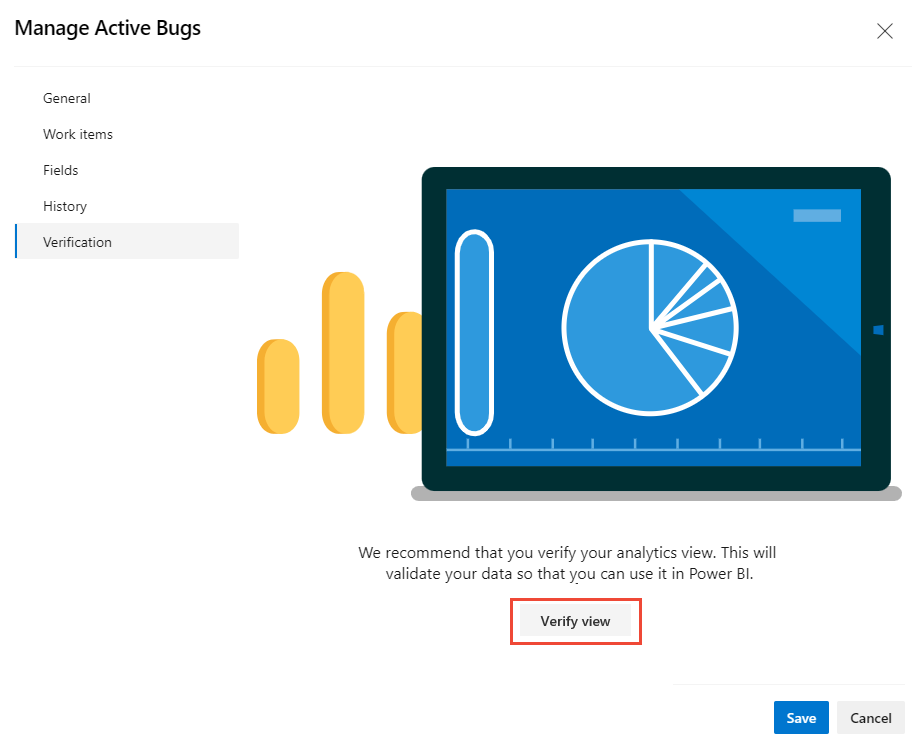 Manage Active Bugs
General
Work items
Fields
History
Verification
We recommend that you verify your analytics view. This will
validate your data so that you can use it in Power BI.
Verify view
Save
Cancel